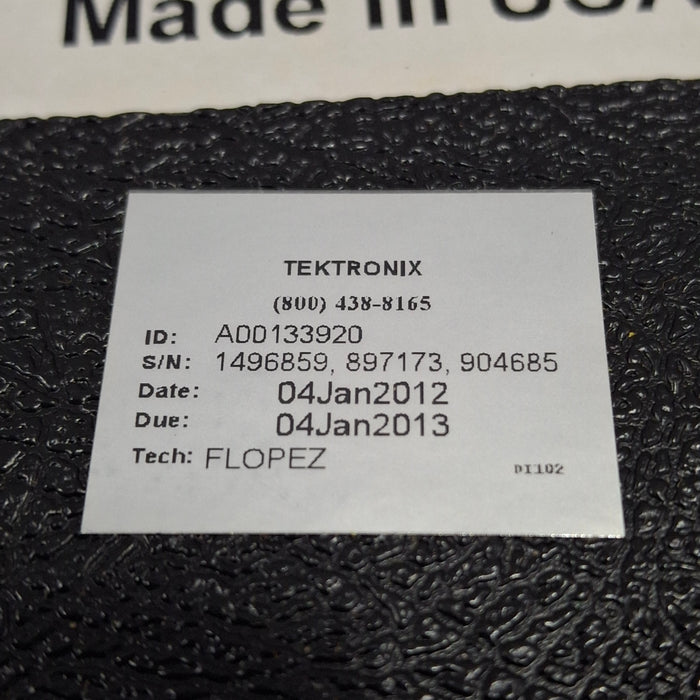 Made in USA
TEKTRONIX
(800) 438-8165
ID: A00133920
S/N: 1496859, 897173, 904685
Date: 04Jan2012
Due: 04Jan2013
Tech: FLOPEZ
DI102